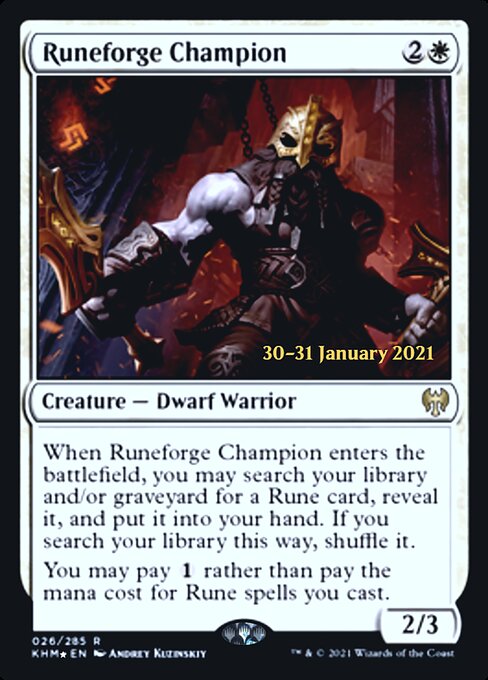 Runeforge Champion 2
30–31 January 2021
Creature — Dwarf Warrior
When Runeforge Champion enters the
battlefield, you may search your library
and/or graveyard for a Rune card, reveal
it, and put it into your hand. If you
search your library this way, shuffle it.
You may pay 1 rather than pay the
mana cost for Rune spells you cast.
2/3
026/285 R
KHM★EN Andrey Kuzinskiy ™ & © 2021 Wizards of the Coast